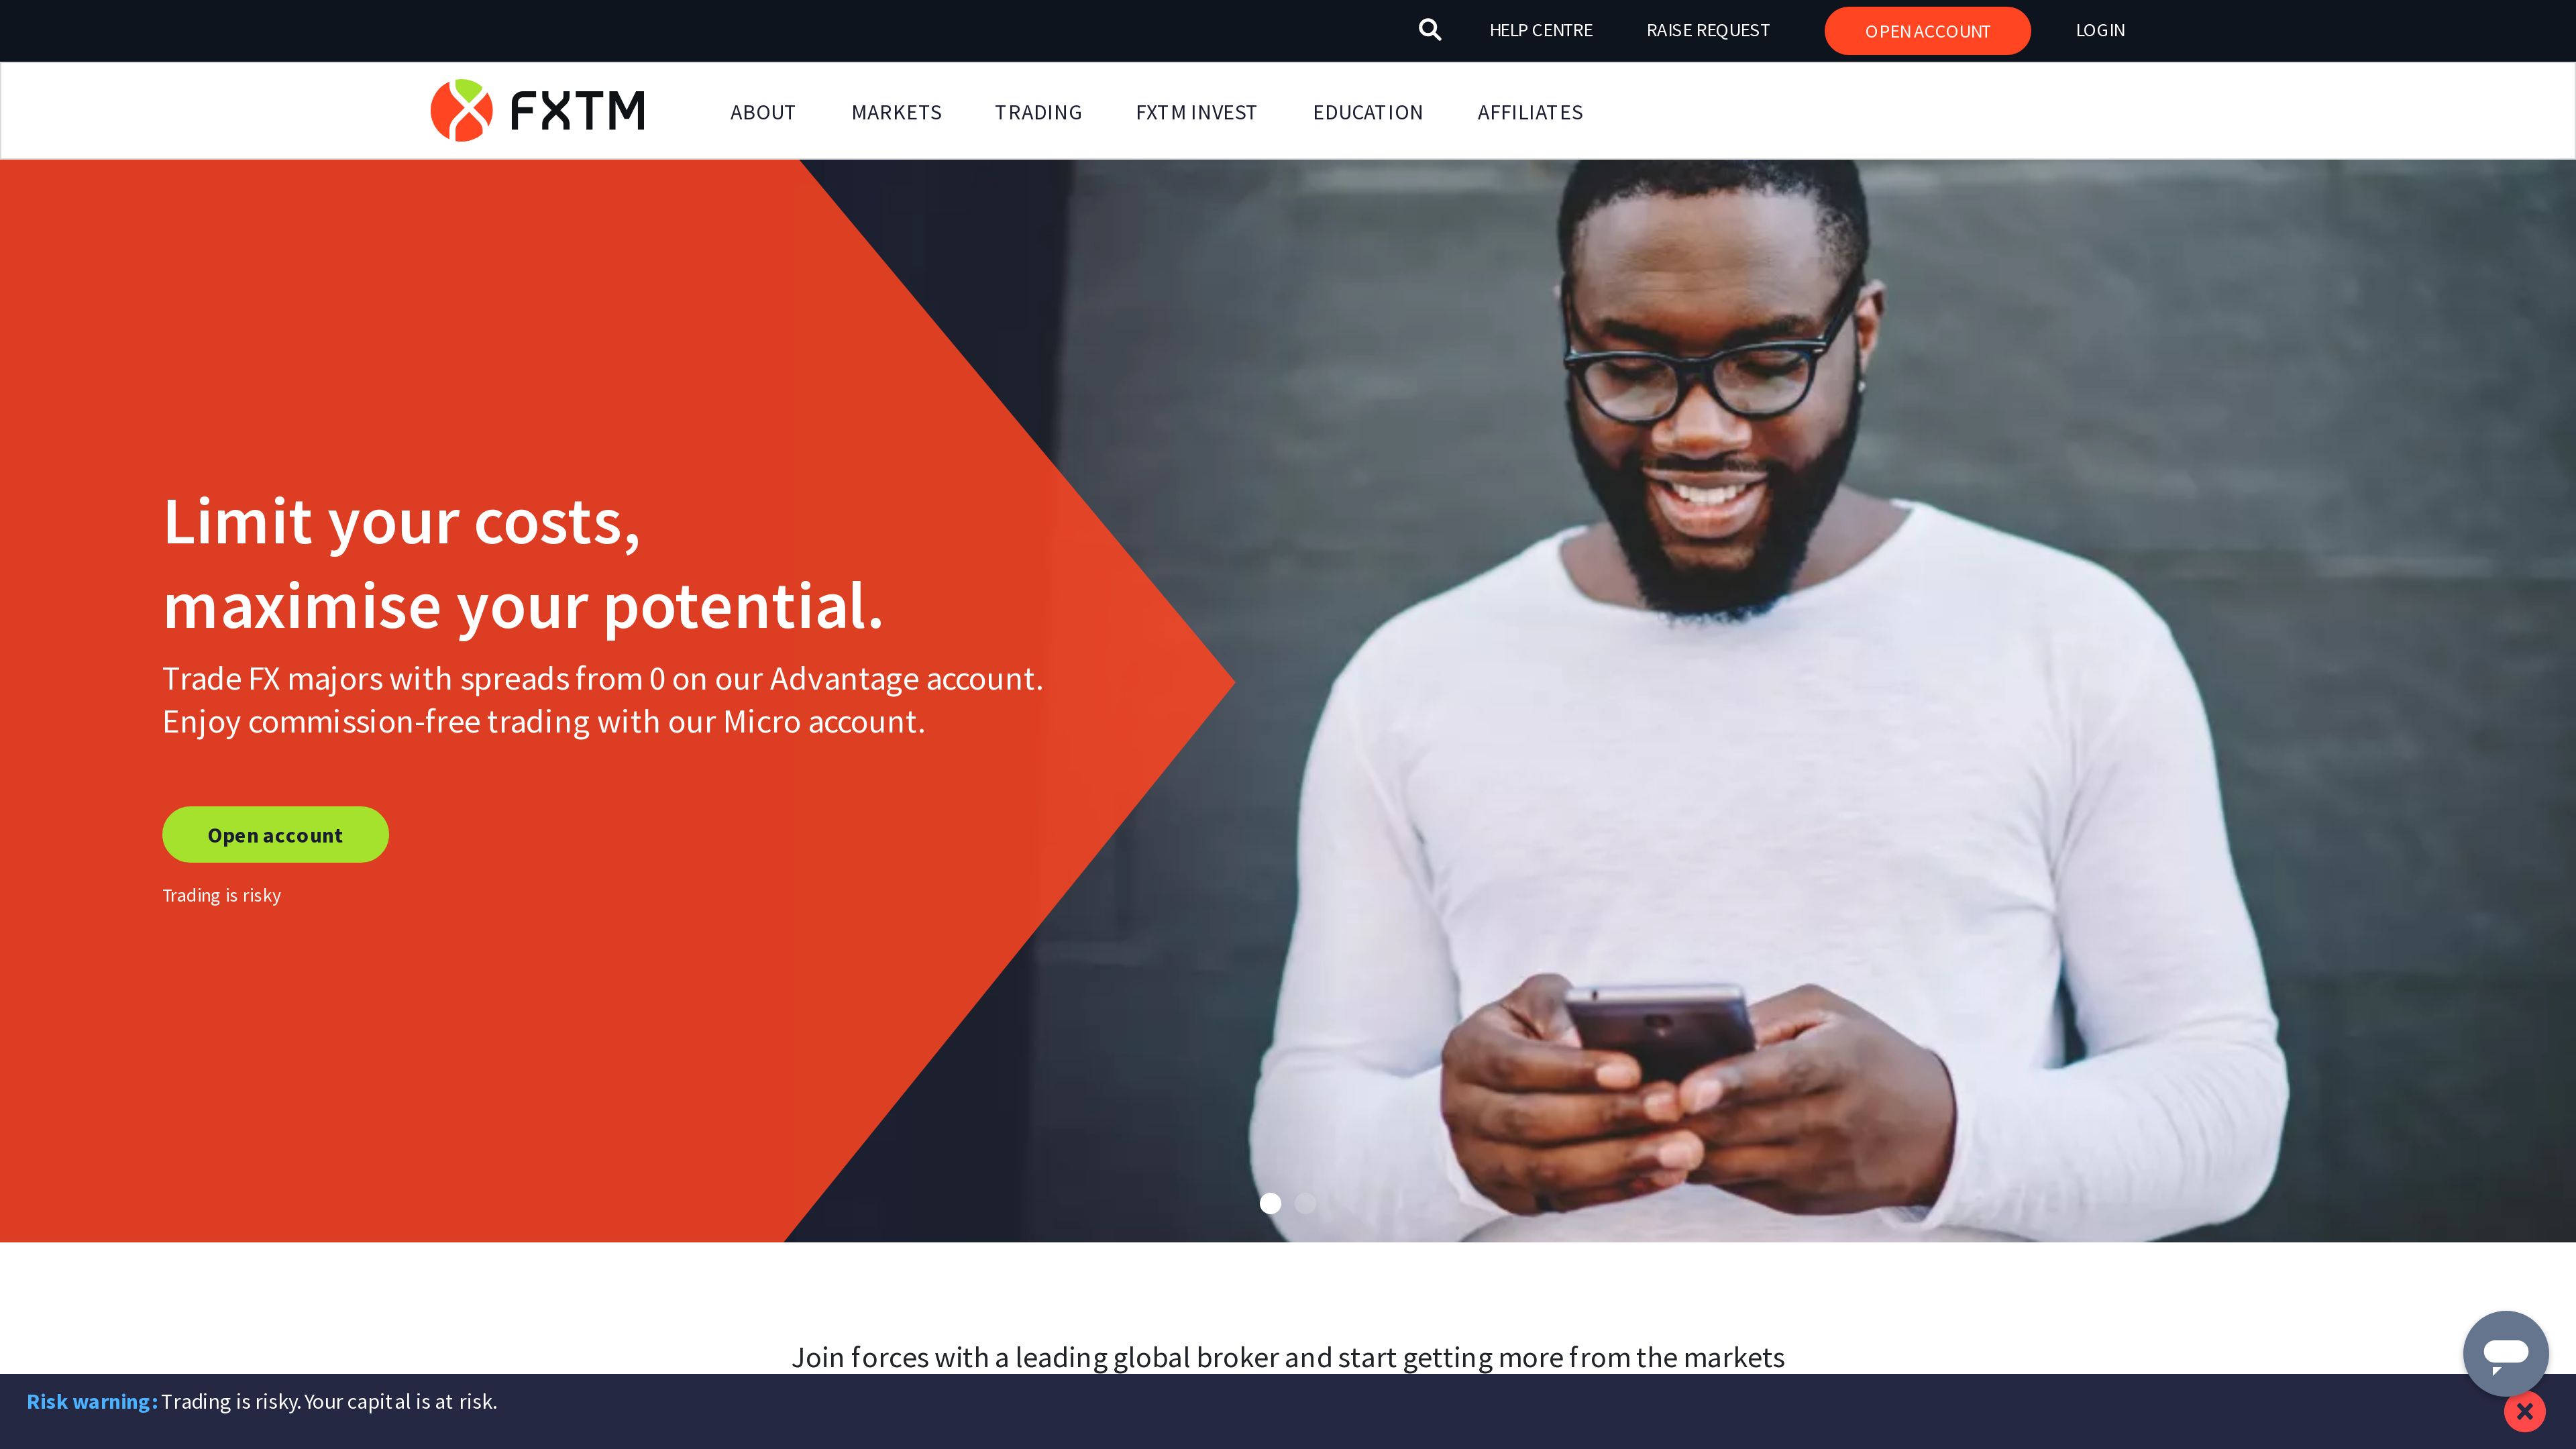 HELP CENTRE
RAISE REQUEST
OPEN ACCOUNT
LOGIN
FXTM
ABOUT
MARKETS
TRADING
FXTM INVEST
EDUCATION
AFFILIATES
Limit your costs,
maximise your potential.
Trade FX majors with spreads from 0 on our Advantage account.
Enjoy commission-free trading with our Micro account.
Open account
Trading is risky
Join forces with a leading global broker and start getting more from the markets
Risk warning: Trading is risky. Your capital is at risk.